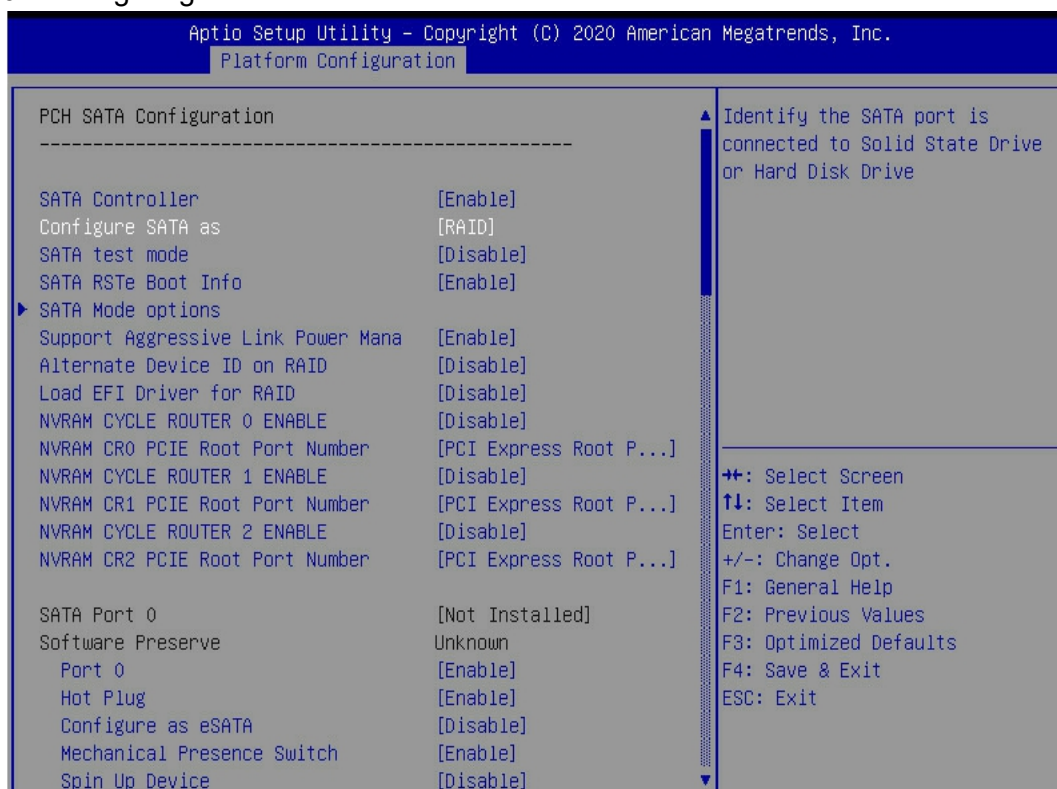 Aptio Setup Utility – Copyright (C) 2020 American Megatrends, Inc.
Platform Configuration
PCH SATA Configuration
--------------------------------------------------
SATA Controller [Enable]
Configure SATA as [RAID]
SATA test mode [Disable]
SATA RSTe Boot Info [Enable]
SATA Mode options
Support Aggressive Link Power Mana [Enable]
Alternate Device ID on RAID [Disable]
Load EFI Driver for RAID [Disable]
NVRAM CYCLE ROUTER 0 ENABLE [Disable]
NVRAM CR0 PCIE Root Port Number [PCI Express Root P...]
NVRAM CYCLE ROUTER 1 ENABLE [Disable]
NVRAM CR1 PCIE Root Port Number [PCI Express Root P...]
NVRAM CYCLE ROUTER 2 ENABLE [Disable]
NVRAM CR2 PCIE Root Port Number [PCI Express Root P...]
SATA Port 0 [Not Installed]
Software Preserve Unknown
Port 0 [Enable]
Hot Plug [Enable]
Configure as eSATA [Disable]
Mechanical Presence Switch [Enable]
Spin Up Device [Disable]
Identify the SATA port is
connected to Solid State Drive
or Hard Disk Drive
→←: Select Screen
↑↓: Select Item
Enter: Select
+/-: Change Opt.
F1: General Help
F2: Previous Values
F3: Optimized Defaults
F4: Save & Exit
ESC: Exit